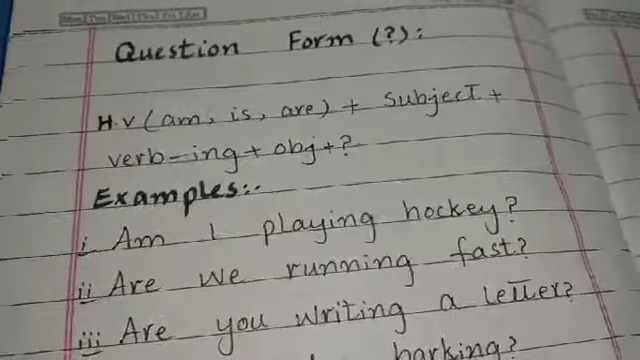 Question Form (?):
H.V (am, is, are) + subject +
verb-ing + obj + ?
Examples:-
i Am I playing hockey?
ii Are we running fast?
iii Are you writing a letter?
barking?